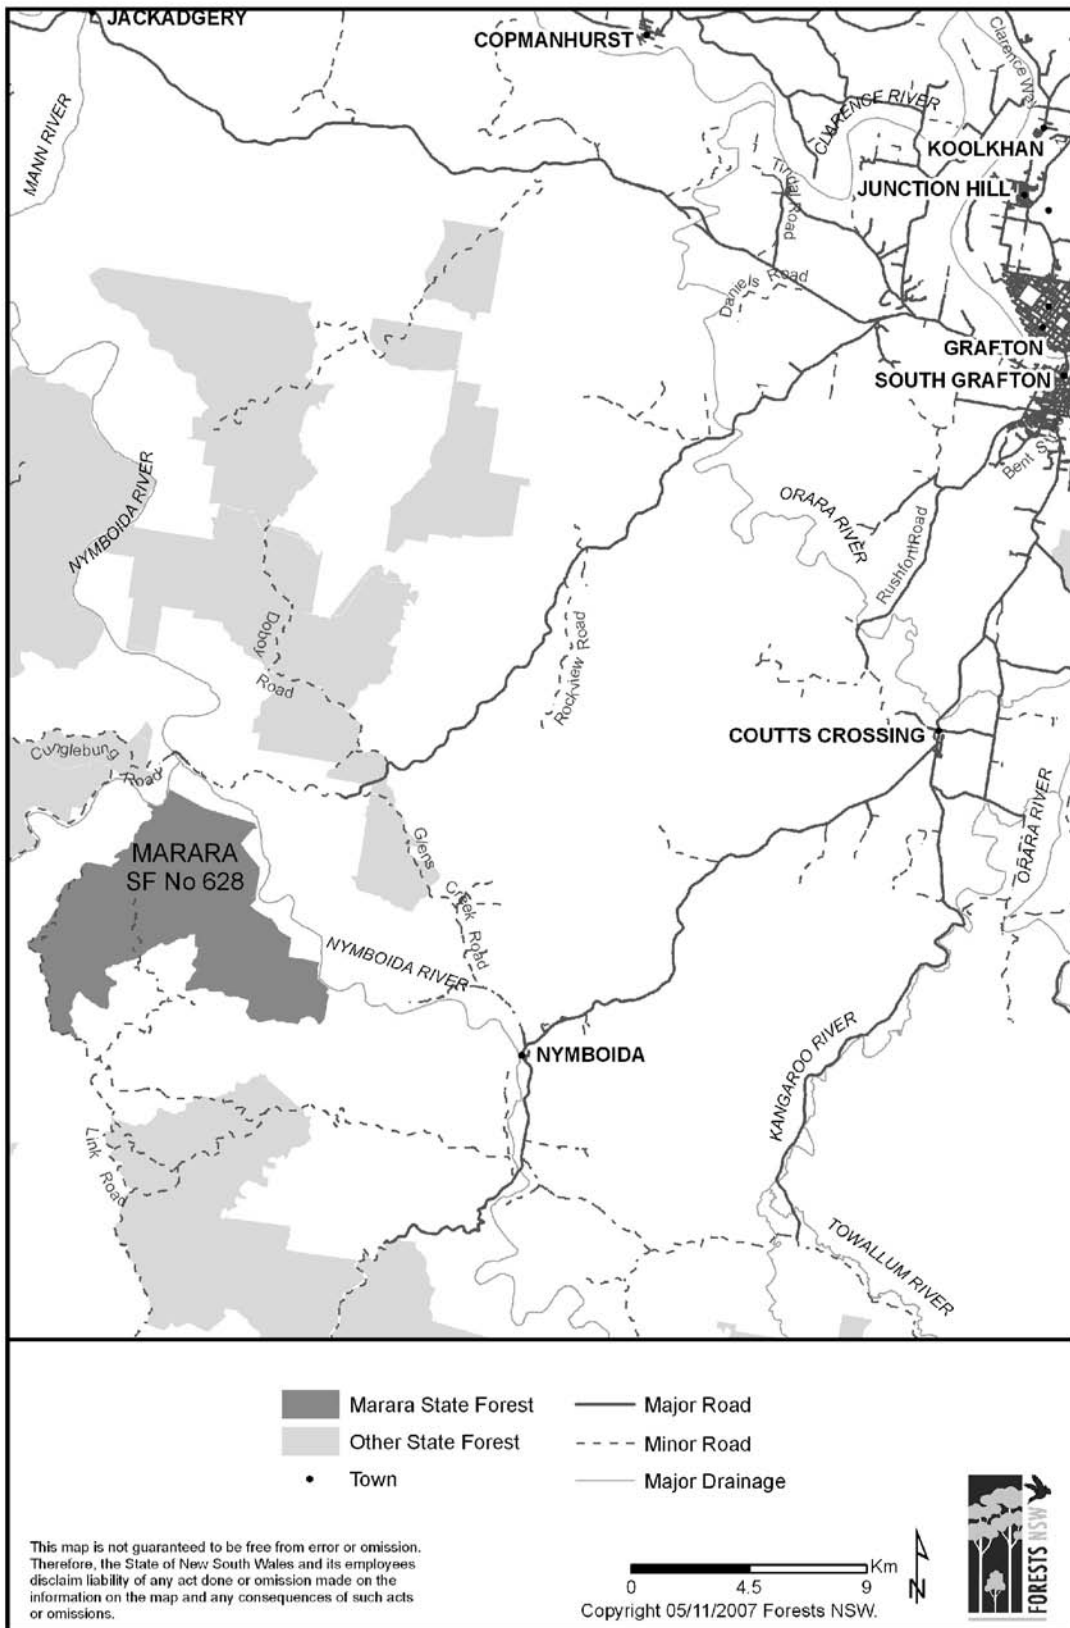 JACKADGERY
COPMANHURST
Clarence Way
MANN RIVER
CLARENCE RIVER
KOOLKHAN
Tindal Road
JUNCTION HILL
Daniels Road
GRAFTON
SOUTH GRAFTON
Bent
NYMBOIDA RIVER
ORARA RIVER
Rushforth Road
Doboy
Road
Rockview Road
COUTTS CROSSING
Cunglebung
Road
ORARA RIVER
Glens
Creek Road
MARARA
SF No 628
NYMBOIDA RIVER
NYMBOIDA
KANGAROO RIVER
Link Road
TOWALLUM RIVER
Marara State Forest
Major Road
Other State Forest
Minor Road
Town
Major Drainage
This map is not guaranteed to be free from error or omission.
Therefore, the State of New South Wales and its employees
disclaim liability of any act done or omission made on the
information on the map and any consequences of such acts
or omissions.
Km
0 4.5 9
Copyright 05/11/2007 Forests NSW.
N
FORESTS NSW